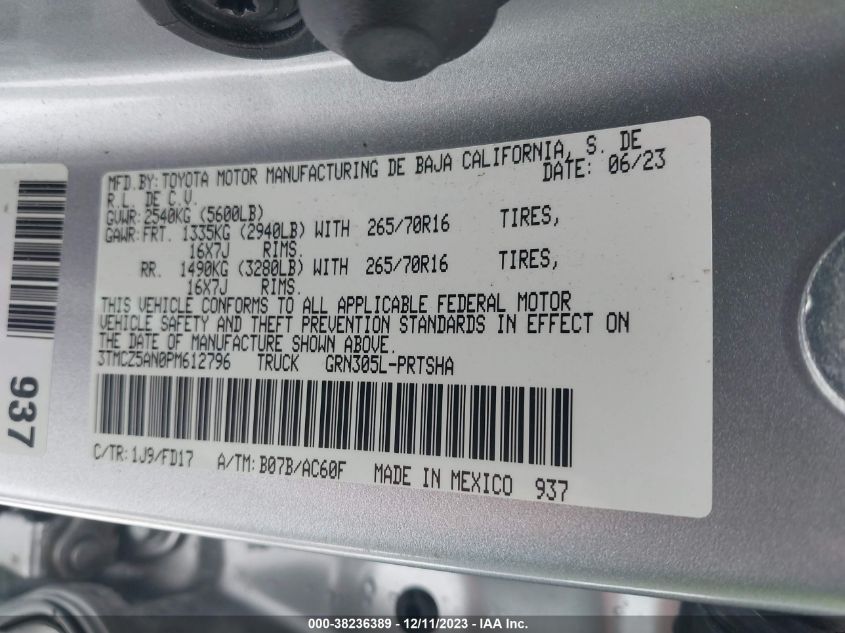 MFD.BY:TOYOTA MOTOR MANUFACTURING DE BAJA CALIFORNIA, S. DE
R.L. DE C.V. DATE: 06/23
GVWR:2540KG (5600LB)
GAWR:FRT. 1335KG (2940LB) WITH 265/70R16 TIRES,
16X7J RIMS.
RR. 1490KG (3280LB) WITH 265/70R16 TIRES,
16X7J RIMS.
THIS VEHICLE CONFORMS TO ALL APPLICABLE FEDERAL MOTOR
VEHICLE SAFETY AND THEFT PREVENTION STANDARDS IN EFFECT ON
THE DATE OF MANUFACTURE SHOWN ABOVE.
3TMCZ5AN0PM612796 TRUCK GRN305L-PRTSHA
C/TR:1J9/FD17 A/TM:B07B/AC60F MADE IN MEXICO 937
937
000-38236389 - 12/11/2023 - IAA Inc.